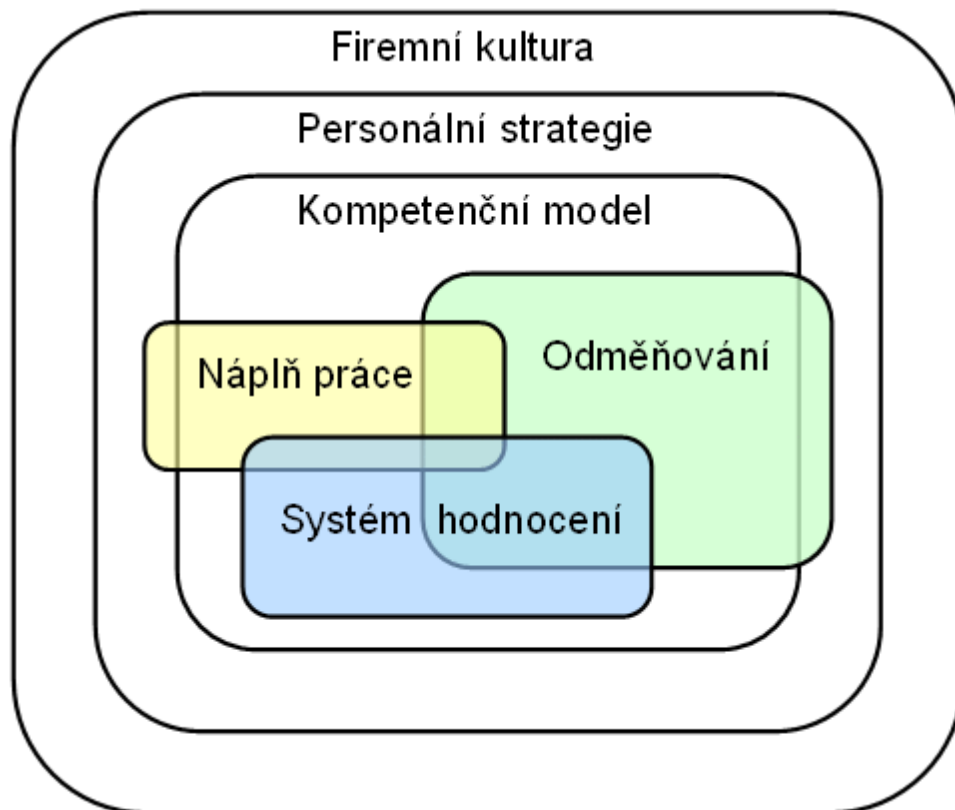 Firemní kultura
Personální strategie
Kompetenční model
Odměňování
Náplň práce
Systém hodnocení